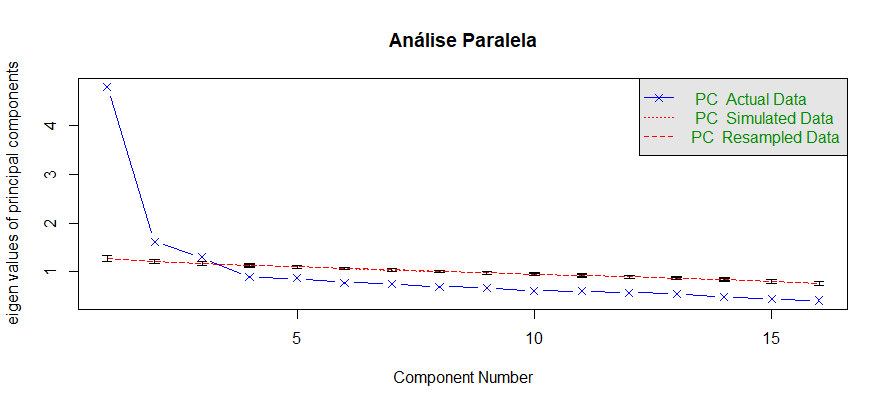 Análise Paralela
eigen values of principal components
4
3
2
1
PC Actual Data
PC Simulated Data
PC Resampled Data
5
10
15
Component Number